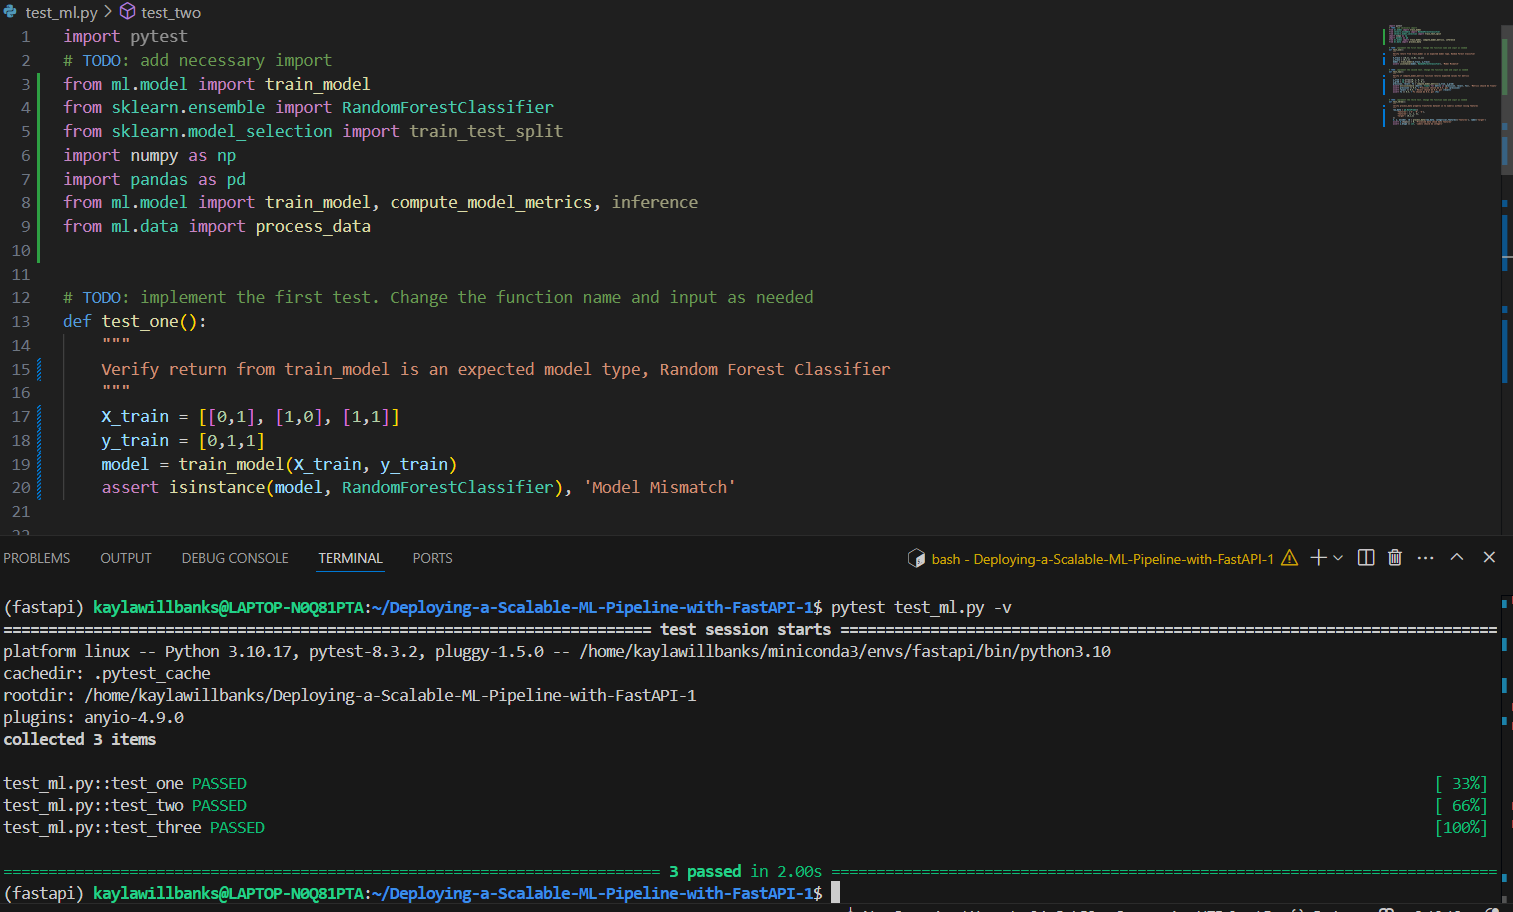 test_ml.py > test_two
1 import pytest
2 # TODO: add necessary import
3 from ml.model import train_model
4 from sklearn.ensemble import RandomForestClassifier
5 from sklearn.model_selection import train_test_split
6 import numpy as np
7 import pandas as pd
8 from ml.model import train_model, compute_model_metrics, inference
9 from ml.data import process_data
10
11
12 # TODO: implement the first test. Change the function name and input as needed
13 def test_one():
14 """
15 Verify return from train_model is an expected model type, Random Forest Classifier
16 """
17 X_train = [[0,1], [1,0], [1,1]]
18 y_train = [0,1,1]
19 model = train_model(X_train, y_train)
20 assert isinstance(model, RandomForestClassifier), 'Model Mismatch'
21
PROBLEMS OUTPUT DEBUG CONSOLE TERMINAL PORTS bash - Deploying-a-Scalable-ML-Pipeline-with-FastAPI-1
(fastapi) kaylawillbanks@LAPTOP-N0Q81PTA:~/Deploying-a-Scalable-ML-Pipeline-with-FastAPI-1$ pytest test_ml.py -v
======================================================================== test session starts =========================================================================
platform linux -- Python 3.10.17, pytest-8.3.2, pluggy-1.5.0 -- /home/kaylawillbanks/miniconda3/envs/fastapi/bin/python3.10
cachedir: .pytest_cache
rootdir: /home/kaylawillbanks/Deploying-a-Scalable-ML-Pipeline-with-FastAPI-1
plugins: anyio-4.9.0
collected 3 items
test_ml.py::test_one PASSED [ 33%]
test_ml.py::test_two PASSED [ 66%]
test_ml.py::test_three PASSED [100%]
========================================================================= 3 passed in 2.00s ==========================================================================
(fastapi) kaylawillbanks@LAPTOP-N0Q81PTA:~/Deploying-a-Scalable-ML-Pipeline-with-FastAPI-1$